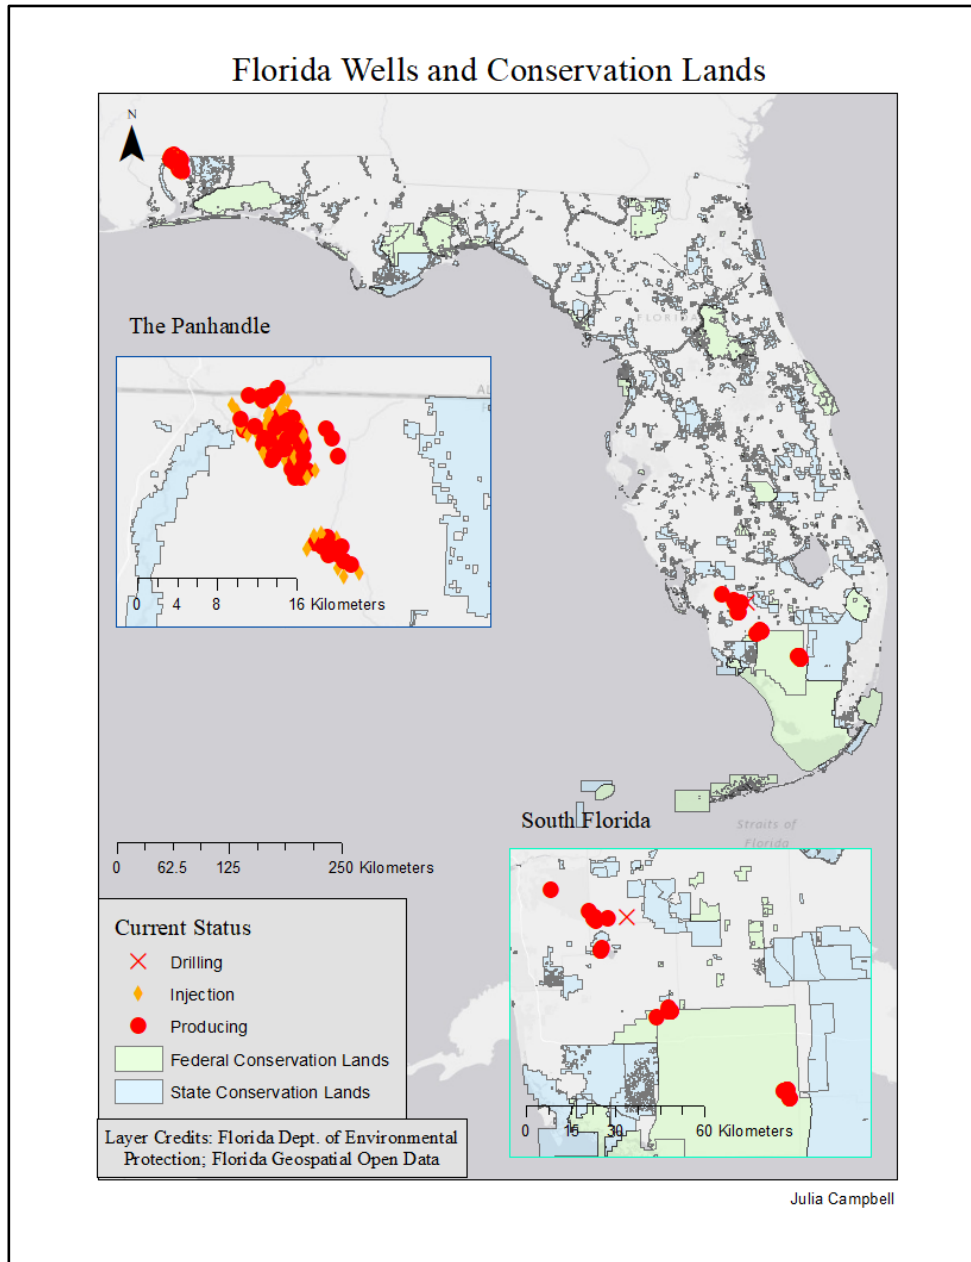 Florida Wells and Conservation Lands
N
FLORIDA
The Panhandle
AL
0 4 8 16 Kilometers
South Florida
Straits of
Florida
0 62.5 125 250 Kilometers
Current Status
Drilling
Injection
Producing
Federal Conservation Lands
State Conservation Lands
0 15 30 60 Kilometers
Layer Credits: Florida Dept. of Environmental
Protection; Florida Geospatial Open Data
Julia Campbell